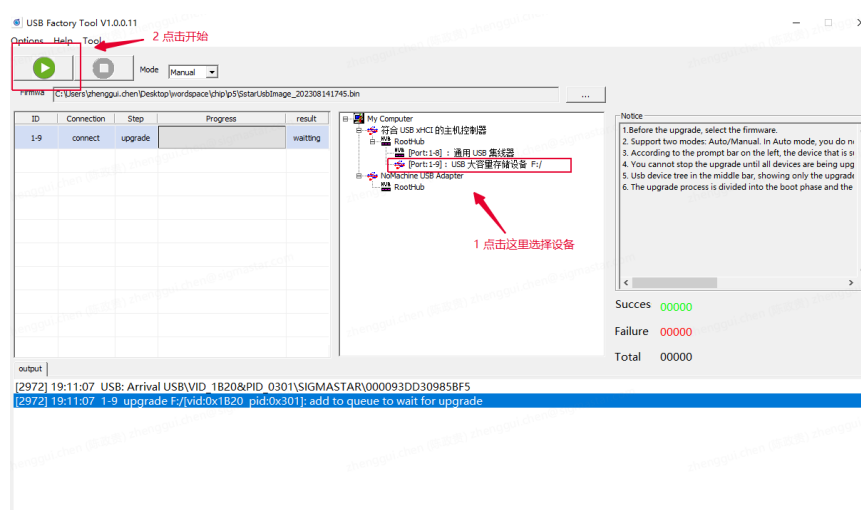 USB Factory Tool V1.0.0.11
Options Help Tool
2 点击开始
Mode Manual
Firmwa C:\Users\zhenggui.chen\Desktop\wordspace\chip\p5\SstarUsbImage_202308141745.bin ...
ID Connection Step Progress result
1-9 connect upgrade waitting
My Computer
符合 USB xHCI 的主机控制器
RootHub
[Port:1-8] : 通用 USB 集线器
[Port:1-9] : USB 大容量存储设备 F:/
NoMachine USB Adapter
RootHub
1 点击这里选择设备
Notice
1.Before the upgrade, select the firmware.
2. Support two modes: Auto/Manual. In Auto mode, you do n
3. According to the prompt bar on the left, the device that is su
4. You cannot stop the upgrade until all devices are being upg
5. Usb device tree in the middle bar, showing only the upgrade
6. The upgrade process is divided into the boot phase and the
Succes 00000
Failure 00000
Total 00000
output
[2972] 19:11:07 USB: Arrival USB\VID_1B20&PID_0301\SIGMASTAR\000093DD30985BF5
[2972] 19:11:07 1-9 upgrade F:/[vid:0x1B20 pid:0x301]: add to queue to wait for upgrade